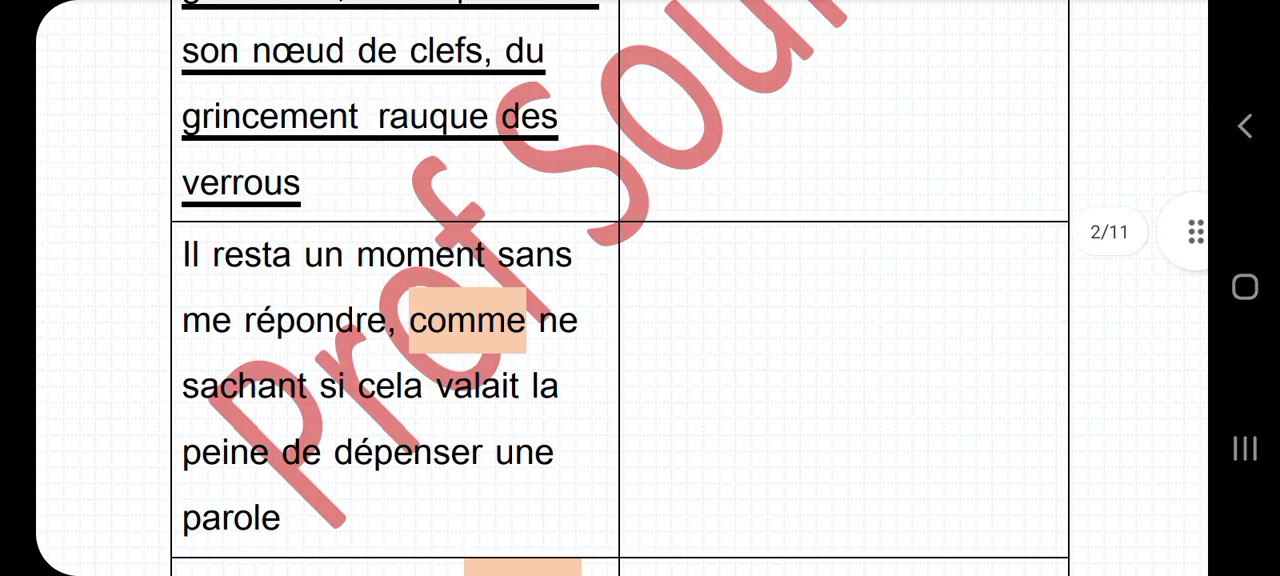 son nœud de clefs, du
grincement rauque des
verrous
Il resta un moment sans
me répondre, comme ne
sachant si cela valait la
peine de dépenser une
parole
2/11
Prof Sou